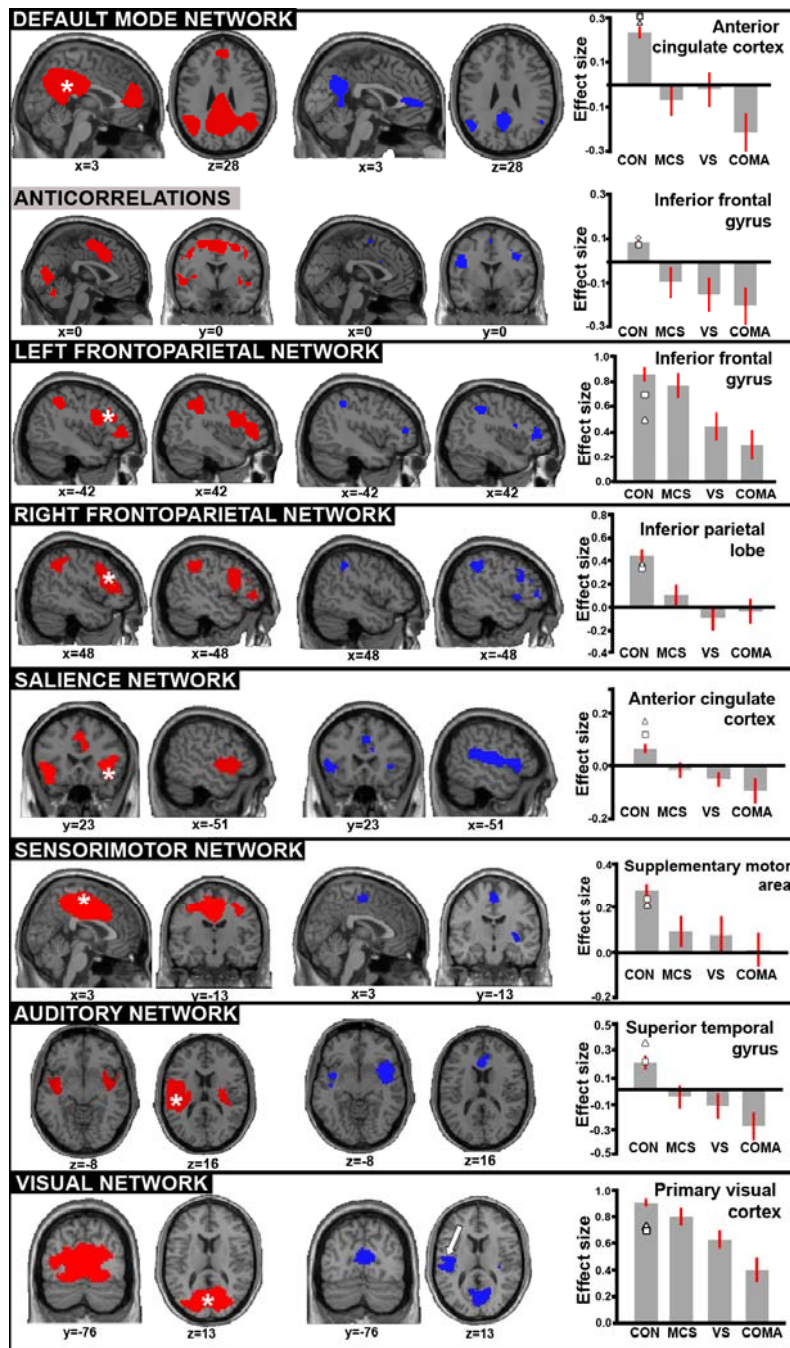 DEFAULT MODE NETWORK
x=3
z=28
x=3
z=28
Anterior
cingulate cortex
Effect size
0.3
0.1
-0.1
-0.3
CON MCS VS COMA
ANTICORRELATIONS
x=0
y=0
x=0
y=0
Inferior frontal
gyrus
Effect size
0.3
0.1
-0.1
-0.3
CON MCS VS COMA
LEFT FRONTOPARIETAL NETWORK
x=-42
x=42
x=-42
x=42
Inferior frontal
gyrus
Effect size
1.0
0.8
0.6
0.4
0.2
0.0
CON MCS VS COMA
RIGHT FRONTOPARIETAL NETWORK
x=48
x=-48
x=48
x=-48
Inferior parietal
lobe
Effect size
0.8
0.6
0.4
0.2
0.0
-0.2
-0.4
CON MCS VS COMA
SALIENCE NETWORK
y=23
x=-51
y=23
x=-51
Anterior cingulate
cortex
Effect size
0.2
0.0
-0.2
CON MCS VS COMA
SENSORIMOTOR NETWORK
x=3
y=-13
x=3
y=-13
Supplementary motor
area
Effect size
0.4
0.2
0.0
-0.2
CON MCS VS COMA
AUDITORY NETWORK
z=-8
z=16
z=-8
z=16
Superior temporal
gyrus
Effect size
0.5
0.3
0.1
-0.1
-0.3
-0.5
CON MCS VS COMA
VISUAL NETWORK
y=-76
z=13
y=-76
z=13
Primary visual
cortex
Effect size
1.0
0.8
0.6
0.4
0.2
0.0
CON MCS VS COMA